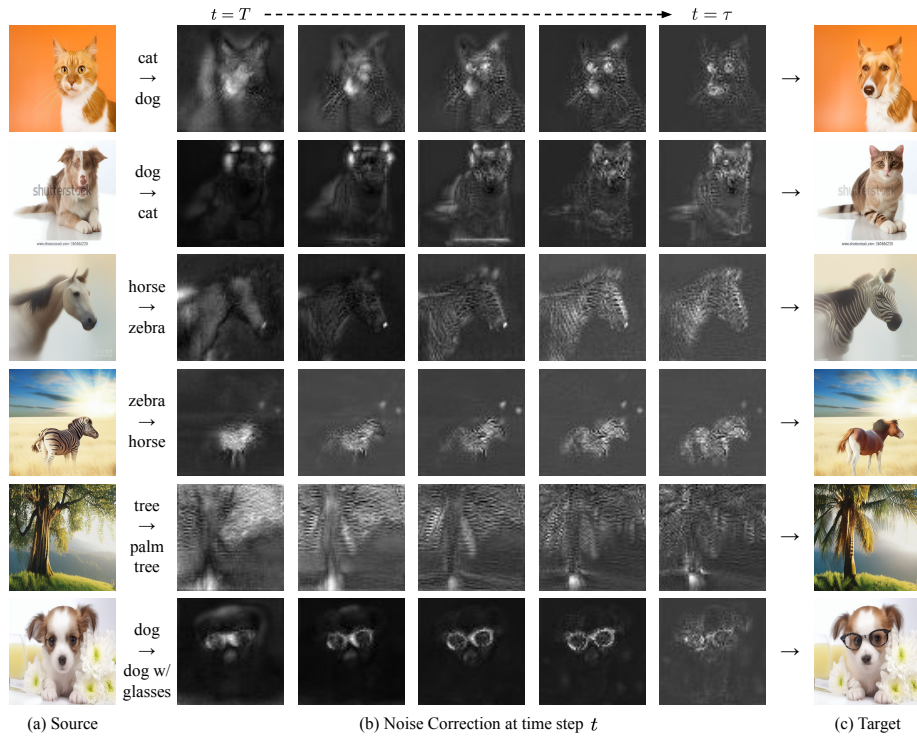 t = T
t = τ
cat
→
dog
→
dog
→
cat
shutterstock
→
horse
→
zebra
→
zebra
→
horse
→
tree
→
palm
tree
→
dog
→
dog w/
glasses
→
(a) Source
(b) Noise Correction at time step t
(c) Target